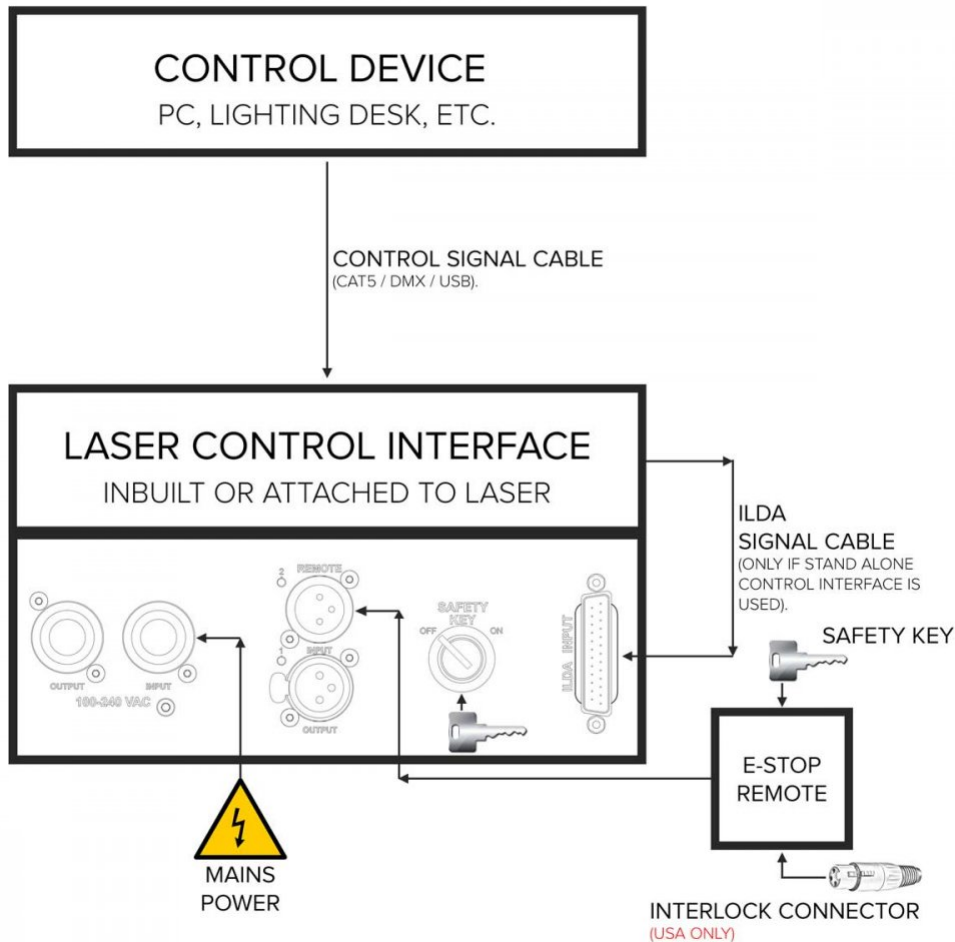 CONTROL DEVICE
PC, LIGHTING DESK, ETC.
CONTROL SIGNAL CABLE
(CAT5 / DMX / USB).
LASER CONTROL INTERFACE
INBUILT OR ATTACHED TO LASER
ILDA
SIGNAL CABLE
(ONLY IF STAND ALONE
CONTROL INTERFACE IS
USED).
2
REMOTE
1
INPUT
OUTPUT
OUTPUT
INPUT
100-240 VAC
SAFETY
KEY
OFF
ON
ILDA INPUT
SAFETY KEY
E-STOP
REMOTE
MAINS
POWER
INTERLOCK CONNECTOR
(USA ONLY)